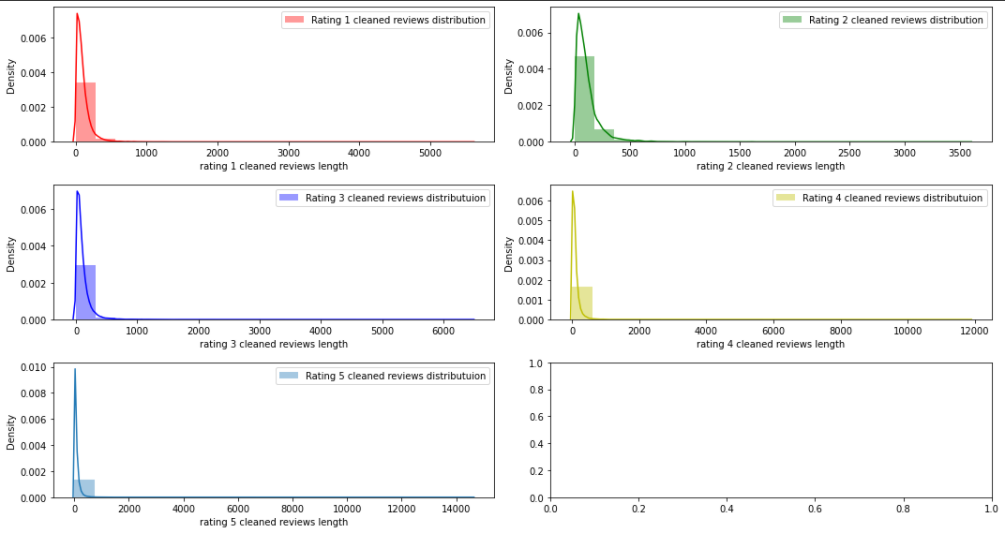 Rating 1 cleaned reviews distribution
Density
0.006
0.004
0.002
0.000
0 1000 2000 3000 4000 5000
rating 1 cleaned reviews length
Rating 2 cleaned reviews distribution
Density
0.006
0.004
0.002
0.000
0 500 1000 1500 2000 2500 3000 3500
rating 2 cleaned reviews length
Rating 3 cleaned reviews distributuion
Density
0.006
0.004
0.002
0.000
0 1000 2000 3000 4000 5000 6000
rating 3 cleaned reviews length
Rating 4 cleaned reviews distributuion
Density
0.006
0.005
0.004
0.003
0.002
0.001
0.000
0 2000 4000 6000 8000 10000 12000
rating 4 cleaned reviews length
Rating 5 cleaned reviews distributuion
Density
0.010
0.008
0.006
0.004
0.002
0.000
0 2000 4000 6000 8000 10000 12000 14000
rating 5 cleaned reviews length
1.0
0.8
0.6
0.4
0.2
0.0
0.0 0.2 0.4 0.6 0.8 1.0